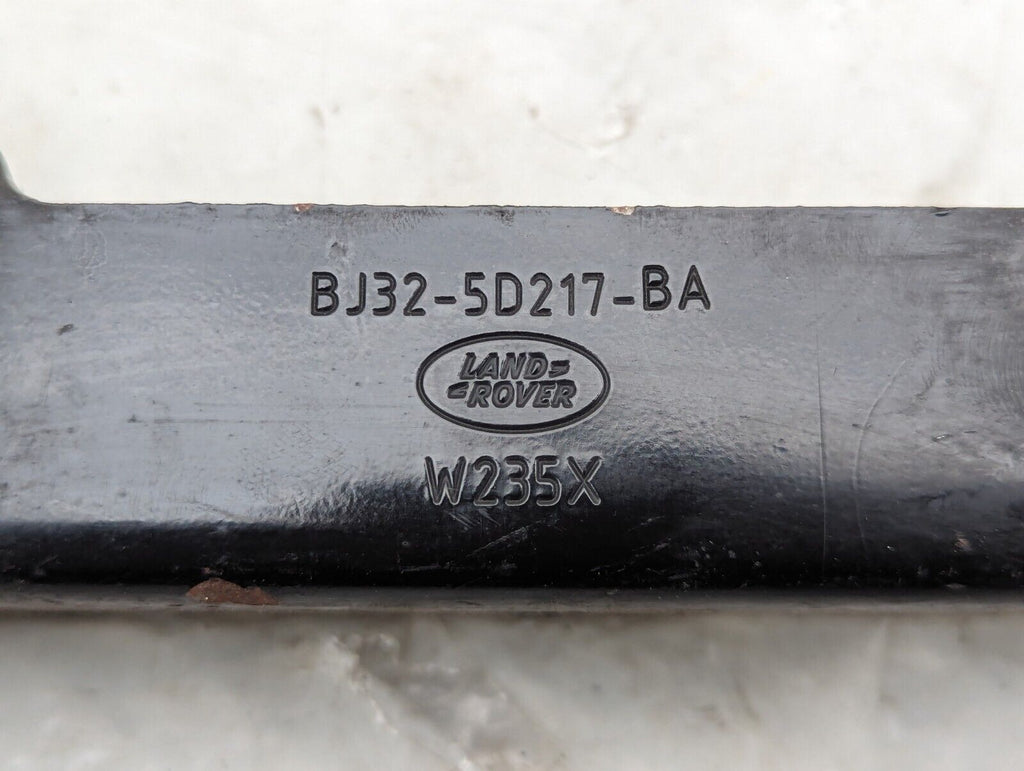 BJ32-5D217-BA
LAND
ROVER
W235X